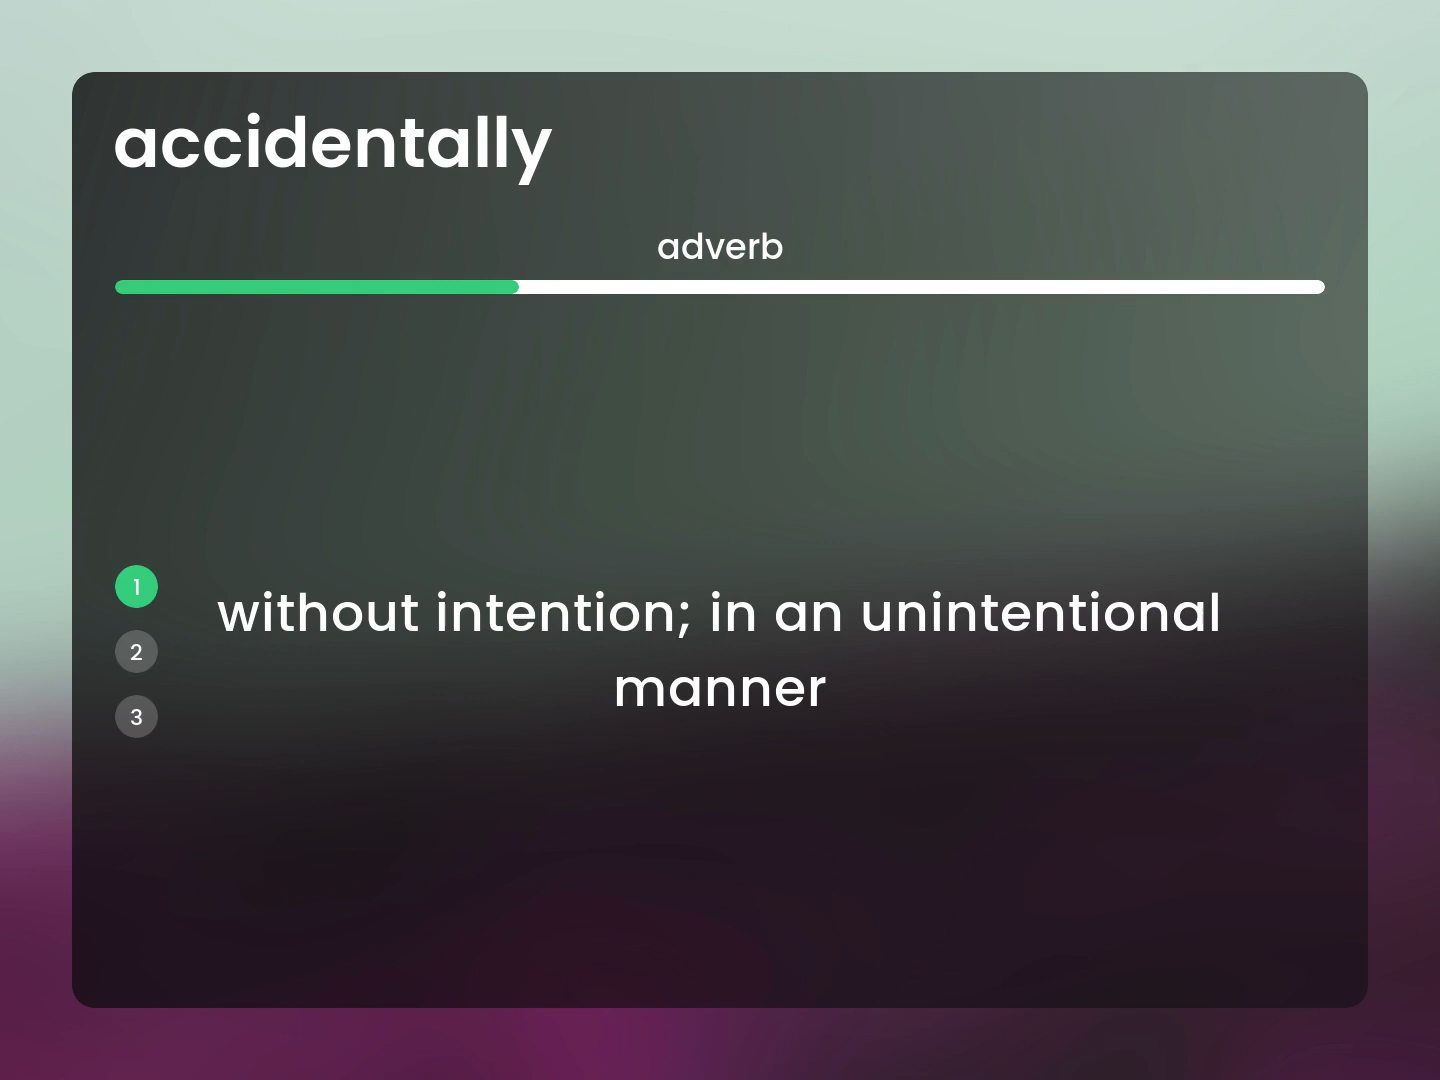 accidentally
adverb
1
without intention; in an unintentional
2
manner
3